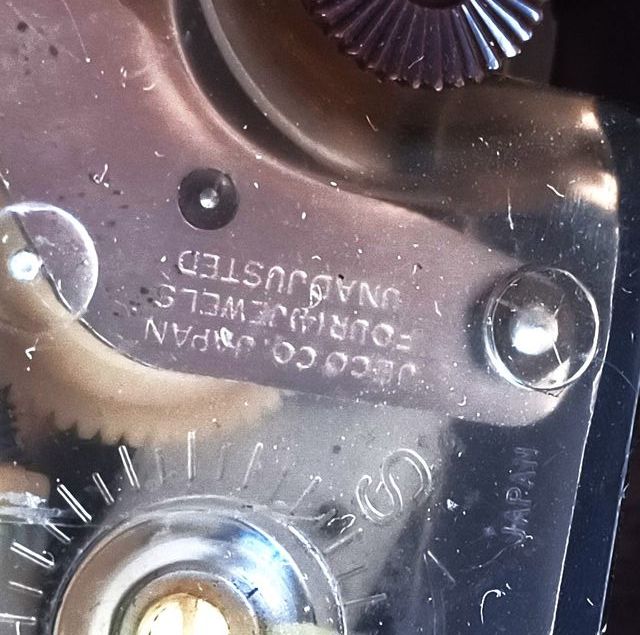 JECO CO. JAPAN
FOUR(4)JEWELS
UNADJUSTED
S
JAPAN